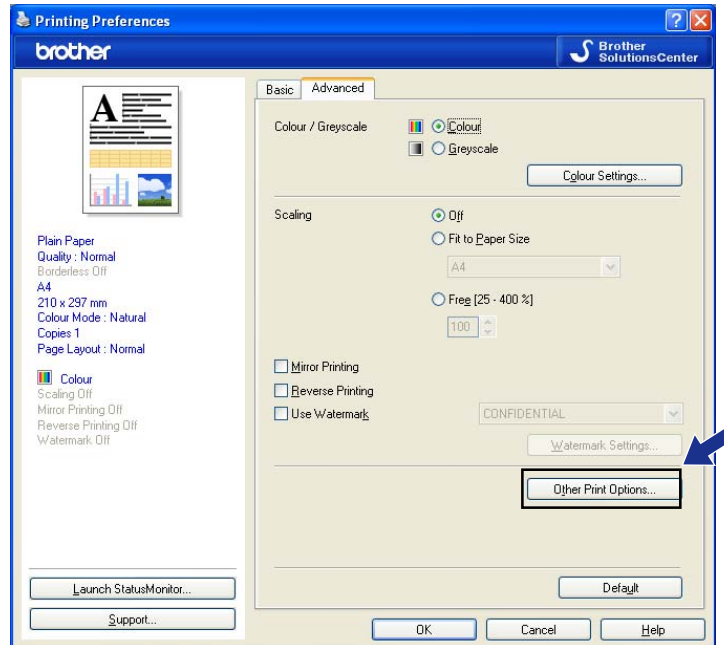 Printing Preferences
brother
Brother
SolutionsCenter
A
Plain Paper
Quality : Normal
Borderless Off
A4
210 x 297 mm
Colour Mode : Natural
Copies 1
Page Layout : Normal
Colour
Scaling Off
Mirror Printing Off
Reverse Printing Off
Watermark Off
Launch StatusMonitor...
Support...
Basic Advanced
Colour / Greyscale Colour
Greyscale
Colour Settings...
Scaling Off
Fit to Paper Size
A4
Free [25 - 400 %]
100
Mirror Printing
Reverse Printing
Use Watermark CONFIDENTIAL
Watermark Settings...
Other Print Options...
Default
OK Cancel Help